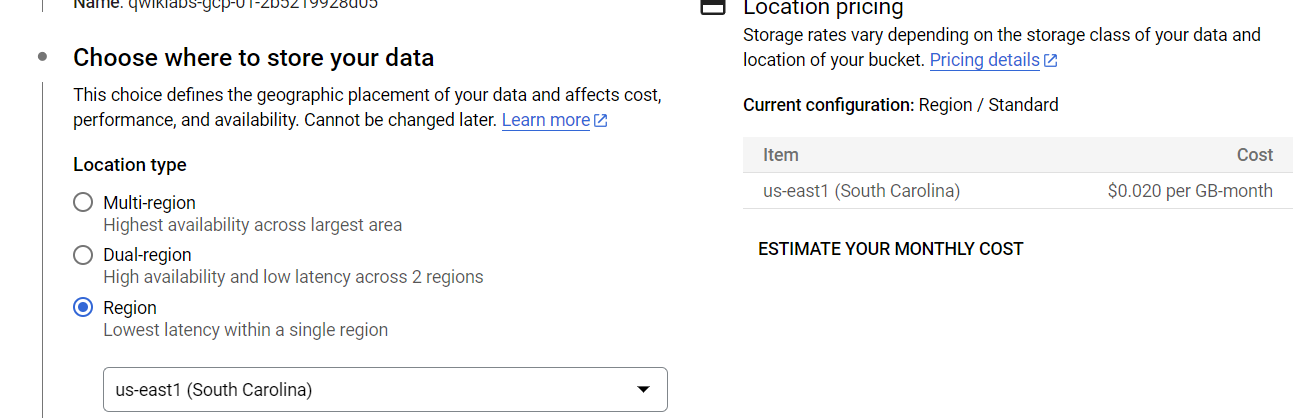 Name: qwiklabs-gcp-01-2b5219928d05
Choose where to store your data
This choice defines the geographic placement of your data and affects cost,
performance, and availability. Cannot be changed later. Learn more
Location type
Multi-region
Highest availability across largest area
Dual-region
High availability and low latency across 2 regions
Region
Lowest latency within a single region
us-east1 (South Carolina)
Location pricing
Storage rates vary depending on the storage class of your data and
location of your bucket. Pricing details
Current configuration: Region / Standard
Item Cost
us-east1 (South Carolina) $0.020 per GB-month
ESTIMATE YOUR MONTHLY COST